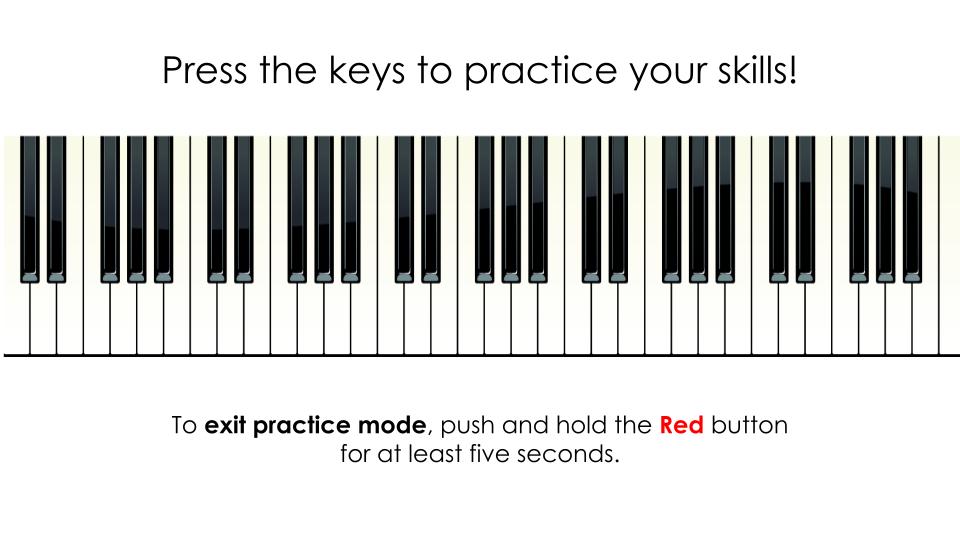 Press the keys to practice your skills!
To exit practice mode, push and hold the Red button
for at least five seconds.